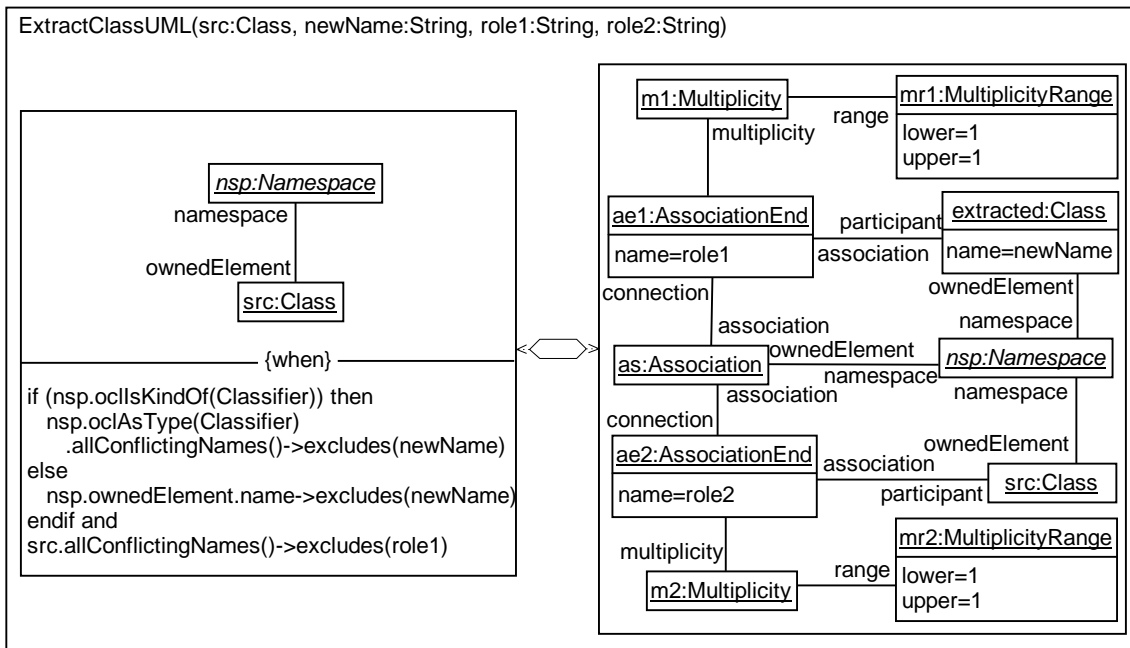 ExtractClassUML(src:Class, newName:String, role1:String, role2:String)
nsp:Namespace
namespace
ownedElement
src:Class
{when}
if (nsp.oclIsKindOf(Classifier)) then
nsp.oclAsType(Classifier)
.allConflictingNames()->excludes(newName)
else
nsp.ownedElement.name->excludes(newName)
endif and
src.allConflictingNames()->excludes(role1)
m1:Multiplicity
range
mr1:MultiplicityRange
lower=1
upper=1
multiplicity
ae1:AssociationEnd
name=role1
participant
association
extracted:Class
name=newName
connection
ownedElement
association
namespace
as:Association
ownedElement
namespace
nsp:Namespace
association
namespace
connection
ownedElement
ae2:AssociationEnd
name=role2
association
participant
src:Class
multiplicity
m2:Multiplicity
range
mr2:MultiplicityRange
lower=1
upper=1